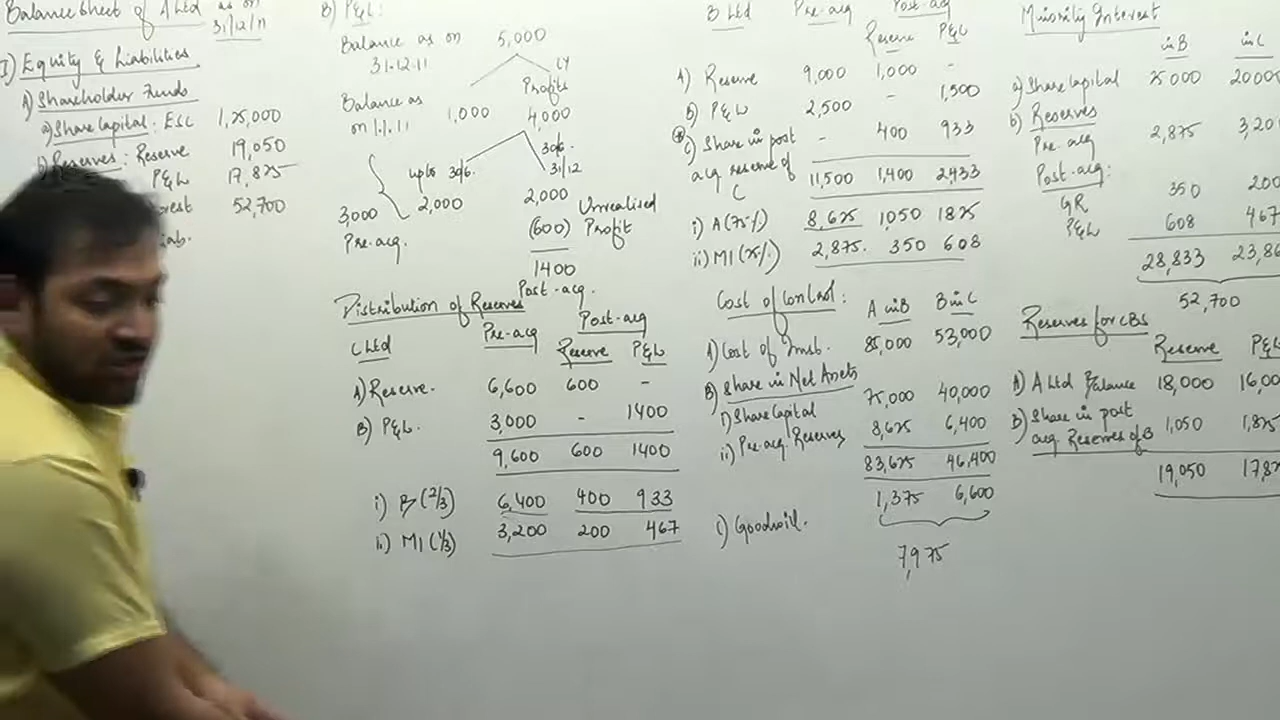 Balance Sheet of A Ltd as on
31/12/11
I) Equity & Liabilities
A) Shareholder Funds
a) Share Capital: ESC 1,25,000
b) Reserves: Reserve 19,050
P&L 17,825
52,700
B) P&L:
Balance as on 5,000
31-12-11
CY
Profits
Balance as 1,000 4,000
on 1.1.11
30/6-
upto 30/6. 31/12
3,000 2,000 2,000 Unrealised
(600) Profit
Pre-acq. 1400
Post-acq.
Distribution of Reserves
Pre-acq Post-acq
C Ltd Reserve P&L
A) Reserve. 6,600 600 -
B) P&L. 3,000 - 1400
9,600 600 1400
i) B (2/3) 6,400 400 933
ii) MI (1/3) 3,200 200 467
B Ltd Pre-acq Post-acq
Reserve P&L
A) Reserve 9,000 1,000 -
B) P&L 2,500 - 1,500
C) Share in post - 400 933
acq reserve of
C 11,500 1,400 2,433
i) A (75%) 8,625 1,050 1825
ii) MI (25%) 2,875. 350 608
Cost of Control: A in B B in C
A) Cost of Invst. 85,000 53,000
B) Share in Net Assets
i) Share Capital 75,000 40,000
ii) Pre-acq. Reserves 8,625 6,400
83,625 46,400
1,375 6,600
C) Goodwill.
7,975
Minority Interest
in B in C
a) Share Capital 25000 20000
b) Reserves
Pre-acq 2,875 3,20
Post-acq:
GR 350 200
P&L 608 467
28,833 23,86
52,700
Reserves for CBS
Reserve P&L
A) A Ltd Balance 18,000 16,00
B) Share in post 1,050 1,825
acq. Reserves of B
19,050 17,82